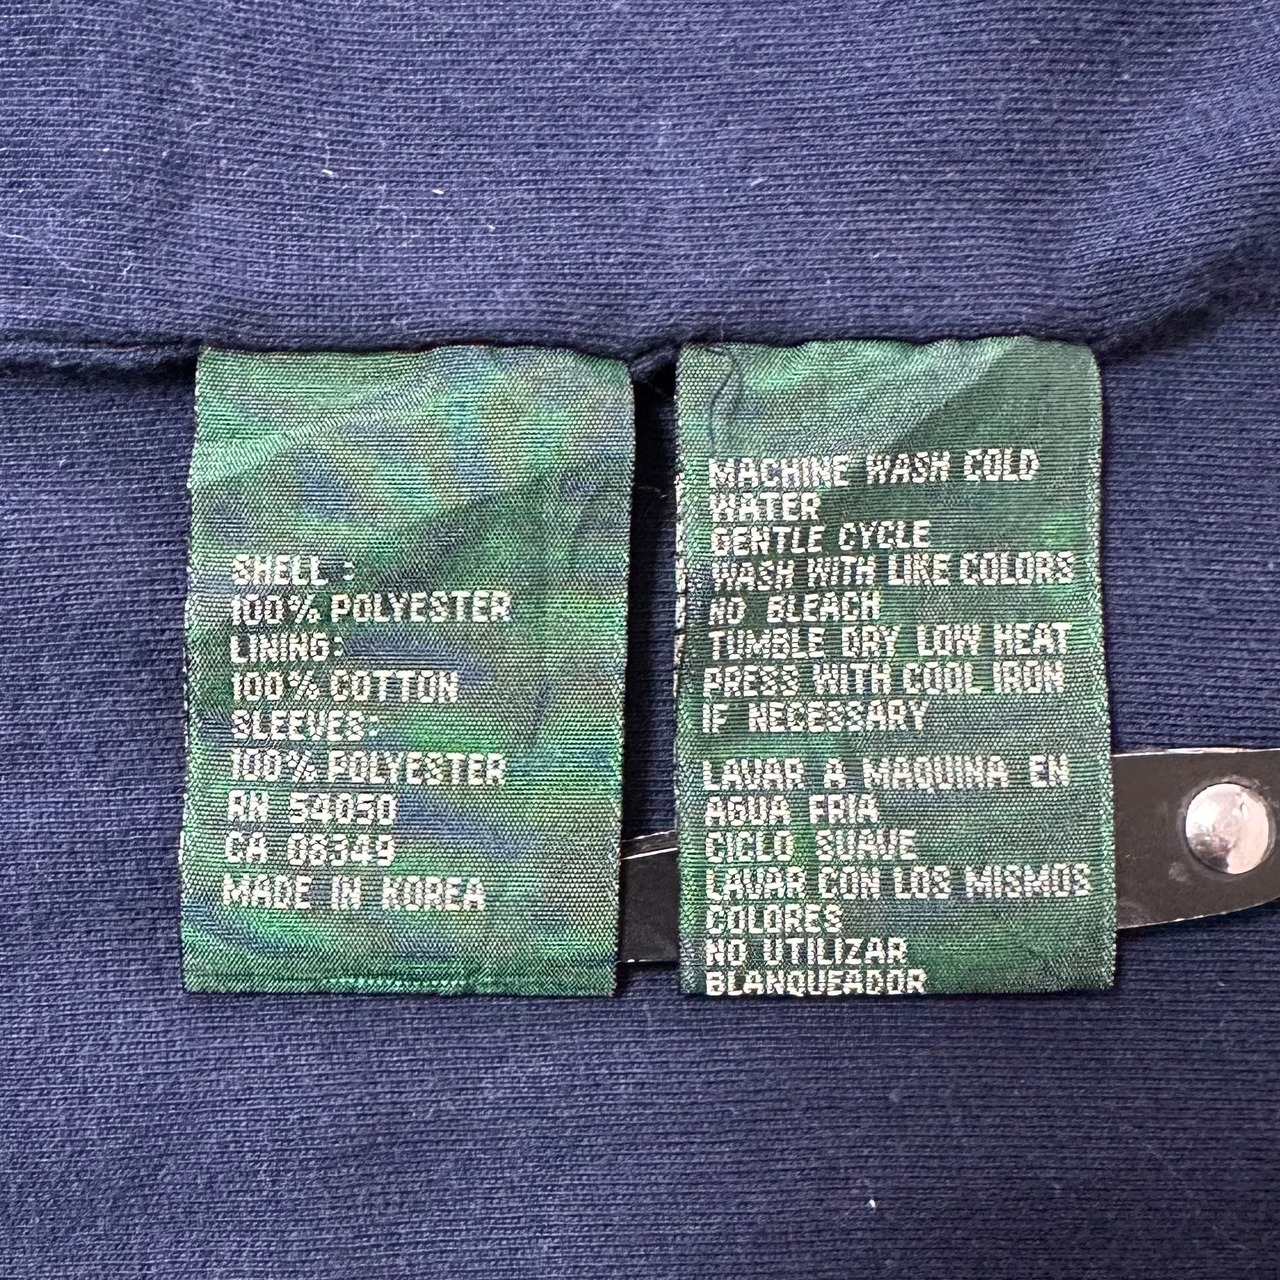 SHELL :
100% POLYESTER
LINING:
100% COTTON
SLEEVES:
100% POLYESTER
RN 54050
CA 08349
MADE IN KOREA
MACHINE WASH COLD
WATER
GENTLE CYCLE
WASH WITH LIKE COLORS
NO BLEACH
TUMBLE DRY LOW HEAT
PRESS WITH COOL IRON
IF NECESSARY
LAVAR A MAQUINA EN
AGUA FRIA
CICLO SUAVE
LAVAR CON LOS MISMOS
COLORES
NO UTILIZAR
BLANQUEADOR